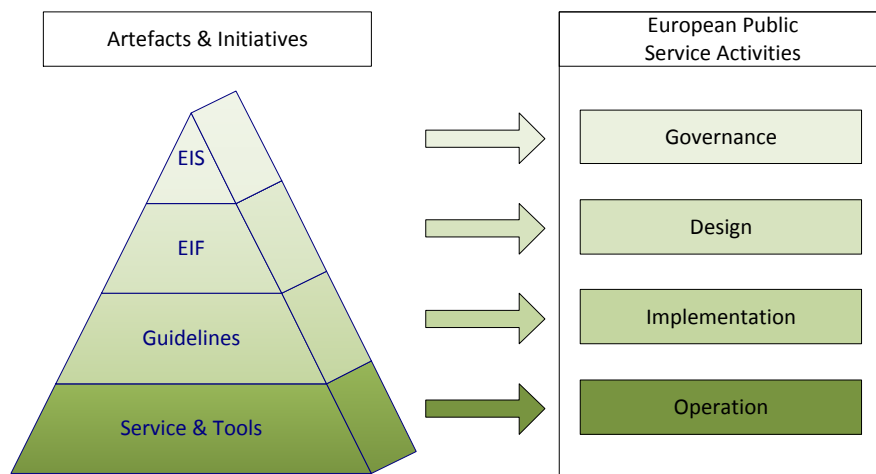 Artefacts & Initiatives
European Public
Service Activities
EIS
Governance
EIF
Design
Guidelines
Implementation
Service & Tools
Operation